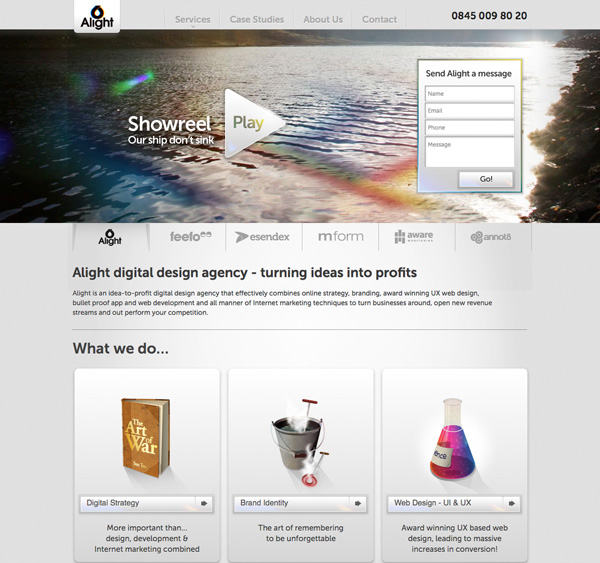 Alight
Services Case Studies About Us Contact
0845 009 80 20
Showreel
Our ship don't sink
Play
Send Alight a message
Name
Email
Phone
Message
Go!
Alight feefo esendex mform aware annot8
MONITORING
Alight digital design agency - turning ideas into profits
Alight is an idea-to-profit digital design agency that effectively combines online strategy, branding, award winning UX web design,
bullet proof app and web development and all manner of Internet marketing techniques to turn businesses around, open new revenue
streams and out perform your competition.
What we do...
The
Art of
War
Sun Tzu
Digital Strategy
More important than...
design, development &
Internet marketing combined
Brand Identity
The art of remembering
to be unforgettable
Web Design - UI & UX
Award winning UX based web
design, leading to massive
increases in conversion!